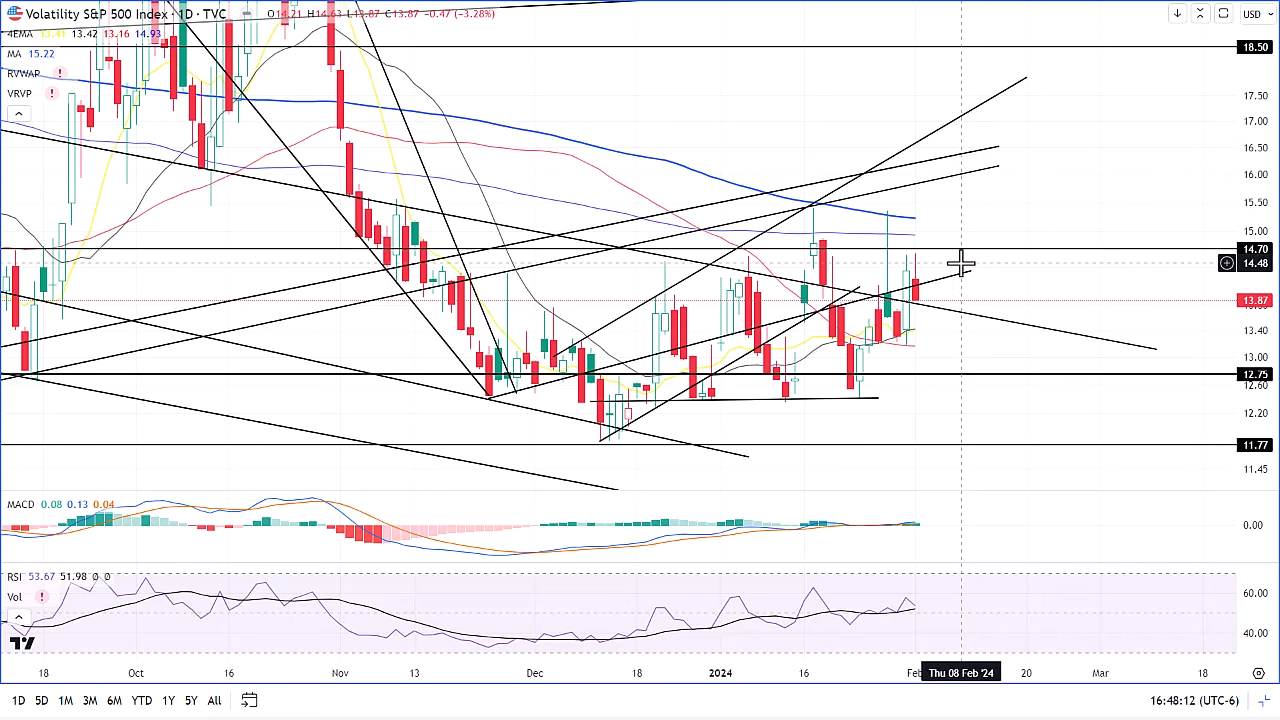 Volatility S&P 500 Index · 1D · TVC O14.21 H14.63 L13.87 C13.87 −0.47 (−3.28%)
USD
4EMA 13.41 13.42 13.16 14.93
MA 15.22
RVWAP !
VRVP !
18.50
17.50
17.00
16.50
16.00
15.50
15.00
14.70
14.48
13.87
13.40
13.00
12.75
12.60
12.20
11.77
11.45
MACD 0.08 0.13 0.04
0.00
RSI 53.67 51.98 0 0
Vol !
60.00
40.00
18 Oct 16 Nov 13 Dec 18 2024 16 Feb Thu 08 Feb '24 20 Mar 18
1D 5D 1M 3M 6M YTD 1Y 5Y All
16:48:12 (UTC-6)